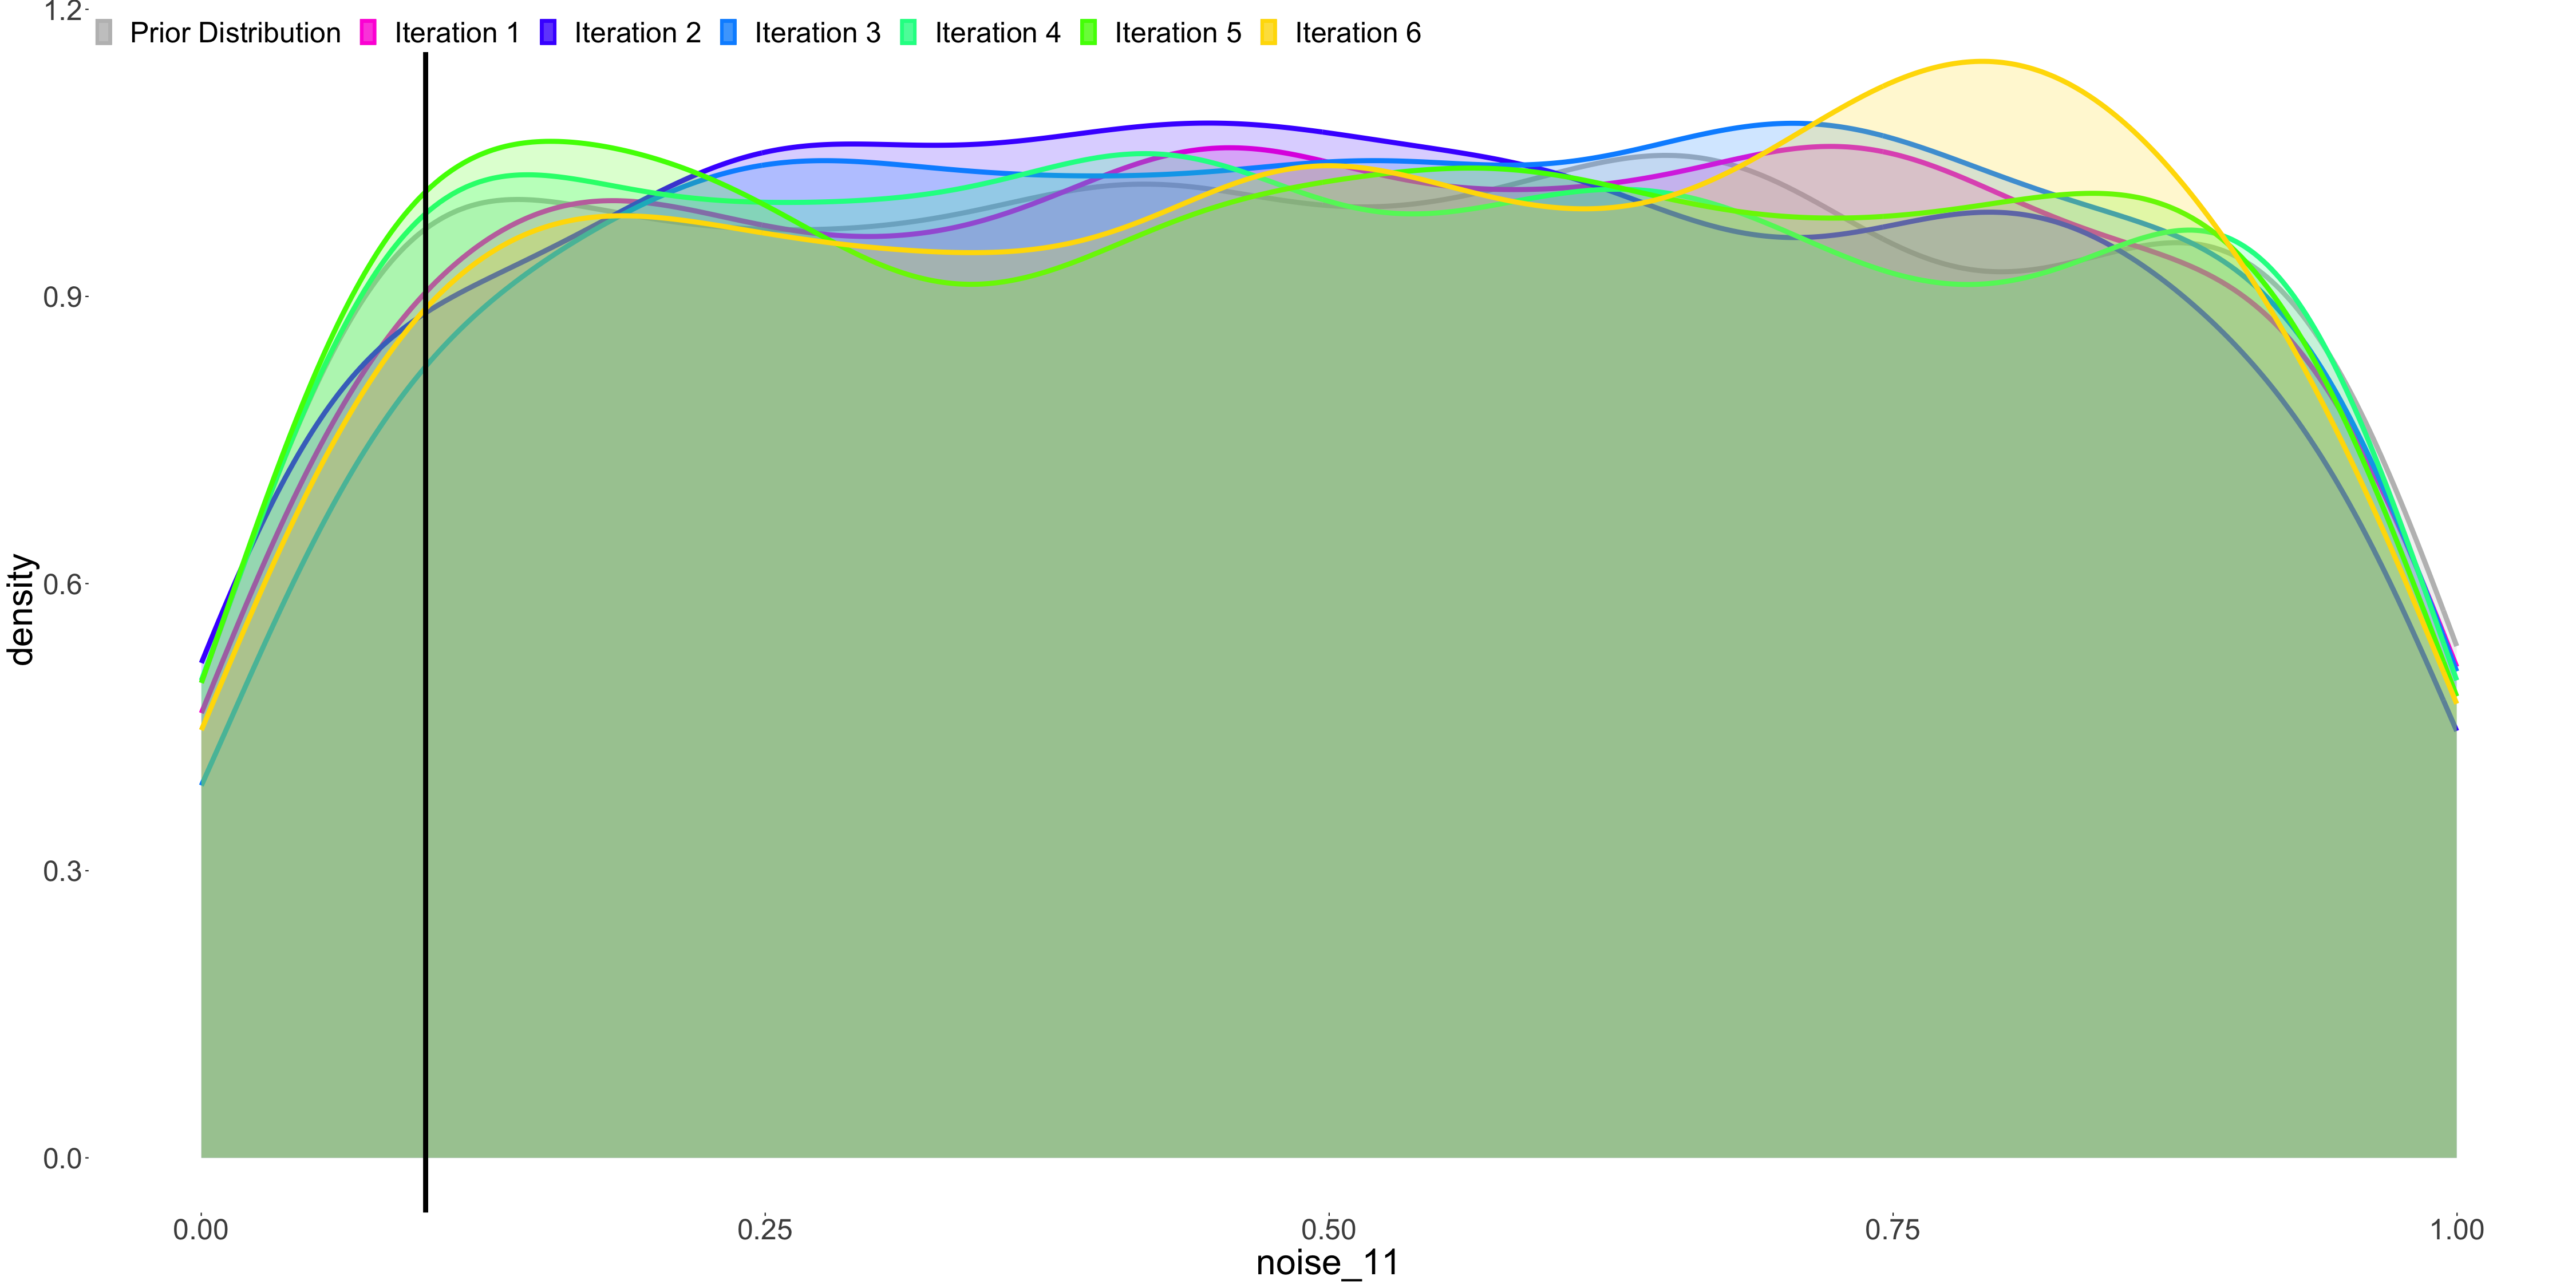 1.2
Prior Distribution Iteration 1 Iteration 2 Iteration 3 Iteration 4 Iteration 5 Iteration 6
0.9
0.6
0.3
0.0
density
0.00 0.25 0.50 0.75 1.00
noise_11